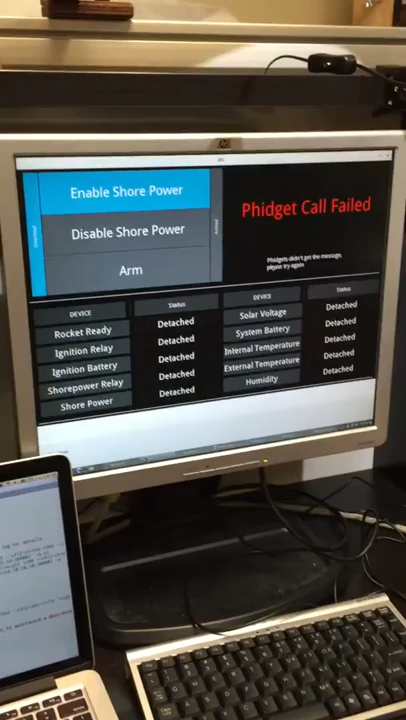 Enable Shore Power
Disable Shore Power
Arm
Phidget Call Failed
Phidgets didn't get the message,
please try again
DEVICE Status
Rocket Ready Detached
Ignition Relay Detached
Ignition Battery Detached
Shorepower Relay Detached
Shore Power Detached
DEVICE Status
Solar Voltage Detached
System Battery Detached
Internal Temperature Detached
External Temperature Detached
Humidity Detached